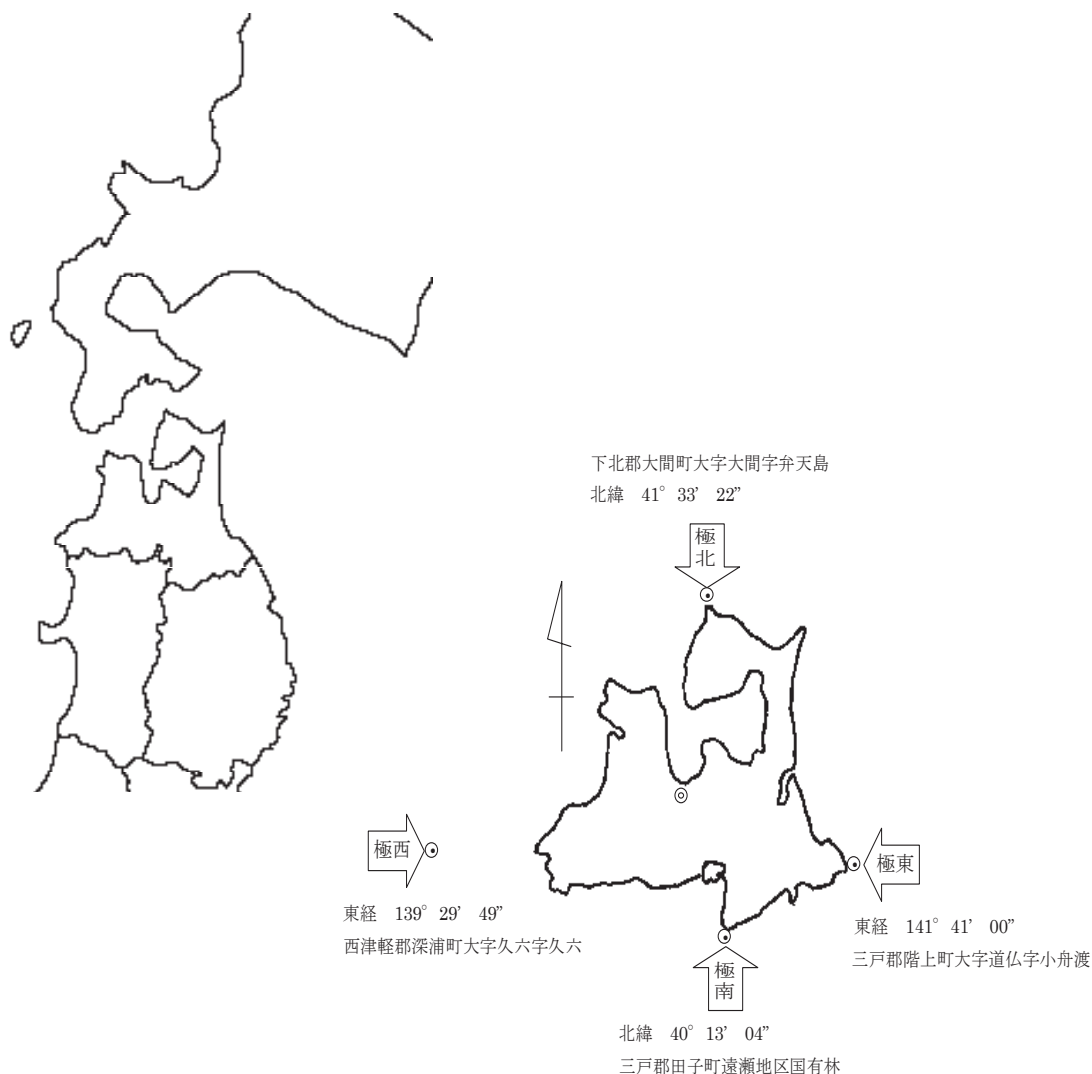 下北郡大間町大字大間字弁天島
北緯　41°　33’　22”
極北
極西
東経　139°　29’　49”
西津軽郡深浦町大字久六字久六
極東
東経　141°　41’　00”
三戸郡階上町大字道仏字小舟渡
極南
北緯　40°　13’　04”
三戸郡田子町遠瀬地区国有林